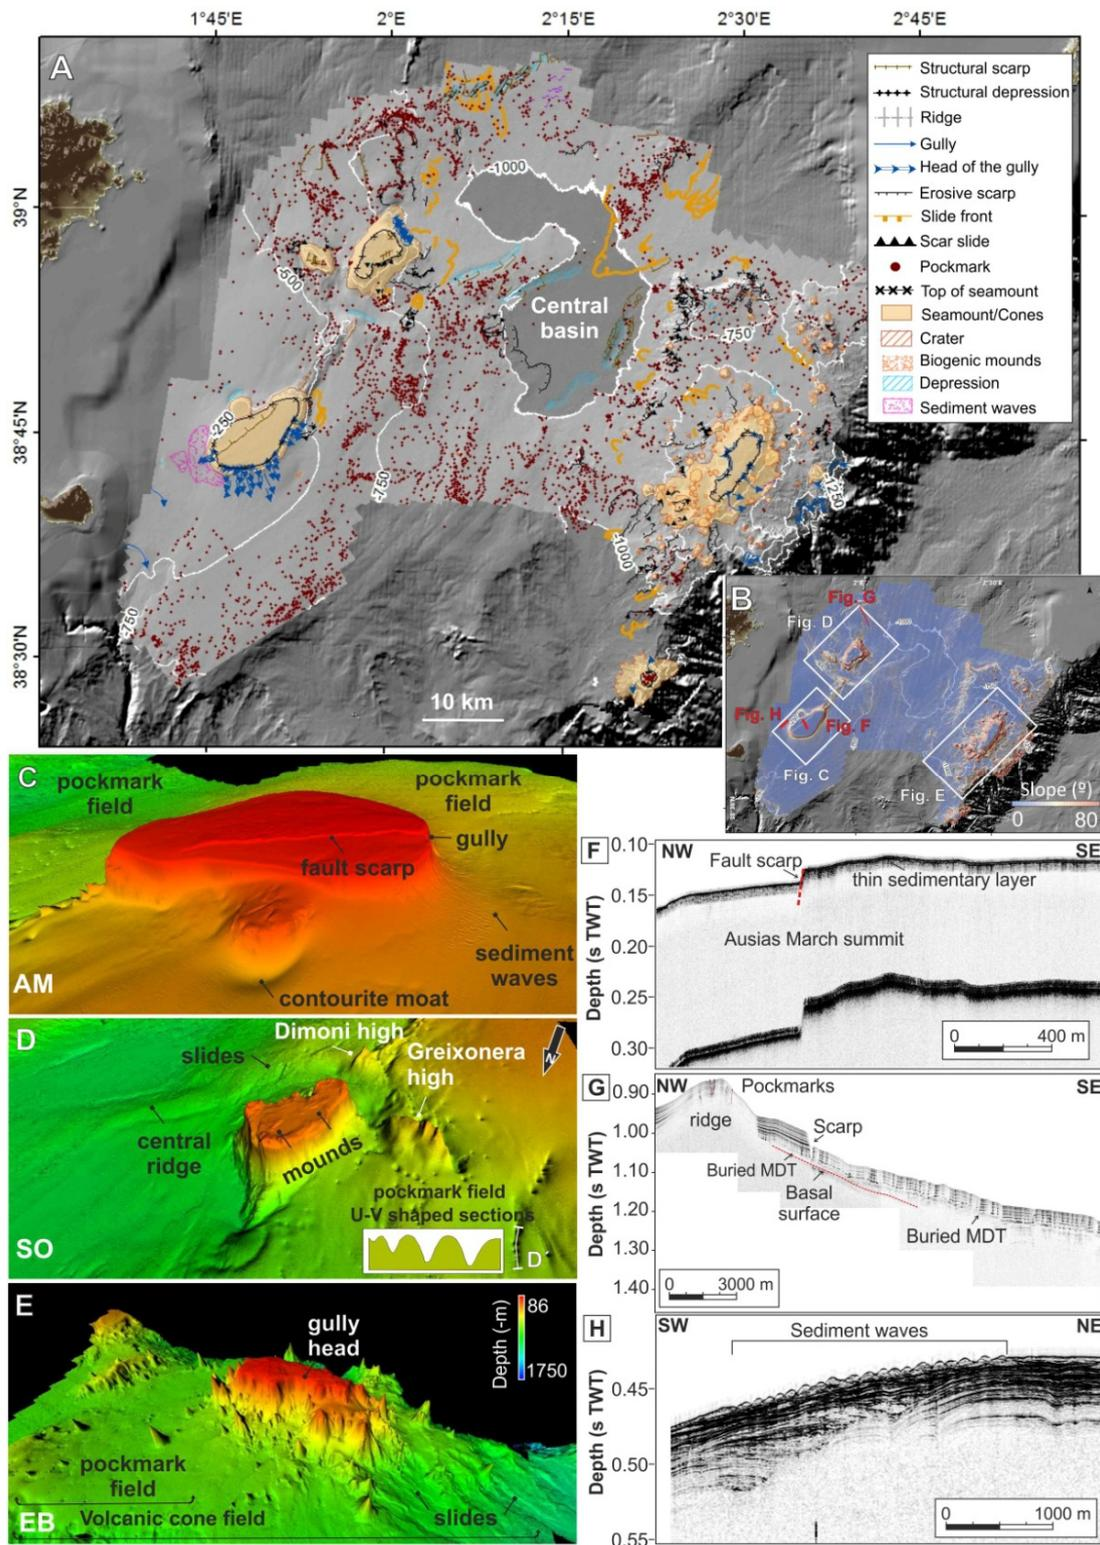 1°45'E
2°E
2°15'E
2°30'E
2°45'E
A
39°N
38°45'N
38°30'N
-1000
-500
-250
-750
-750
-750
-1000
-1250
Central
basin
10 km
Structural scarp
Structural depression
Ridge
Gully
Head of the gully
Erosive scarp
Slide front
Scar slide
Pockmark
Top of seamount
Seamount/Cones
Crater
Biogenic mounds
Depression
Sediment waves
B
Fig. G
Fig. D
Fig. H
Fig. F
Fig. C
Fig. E
Slope (º)
0 80
C
pockmark
field
pockmark
field
gully
fault scarp
sediment
waves
contourite moat
AM
D
Dimoni high
Greixonera
high
slides
central
ridge
mounds
N
pockmark field
U-V shaped sections
D
SO
E
gully
head
Depth (-m)
86
1750
pockmark
field
Volcanic cone field
slides
EB
F
NW
SE
0.10
0.15
0.20
0.25
0.30
Depth (s TWT)
Fault scarp
thin sedimentary layer
Ausias March summit
0 400 m
G
NW
SE
0.90
1.00
1.10
1.20
1.30
1.40
Depth (s TWT)
Pockmarks
ridge
Scarp
Buried MDT
Basal
surface
Buried MDT
0 3000 m
H
SW
NE
Sediment waves
0.45
0.50
0.55
Depth (s TWT)
0 1000 m